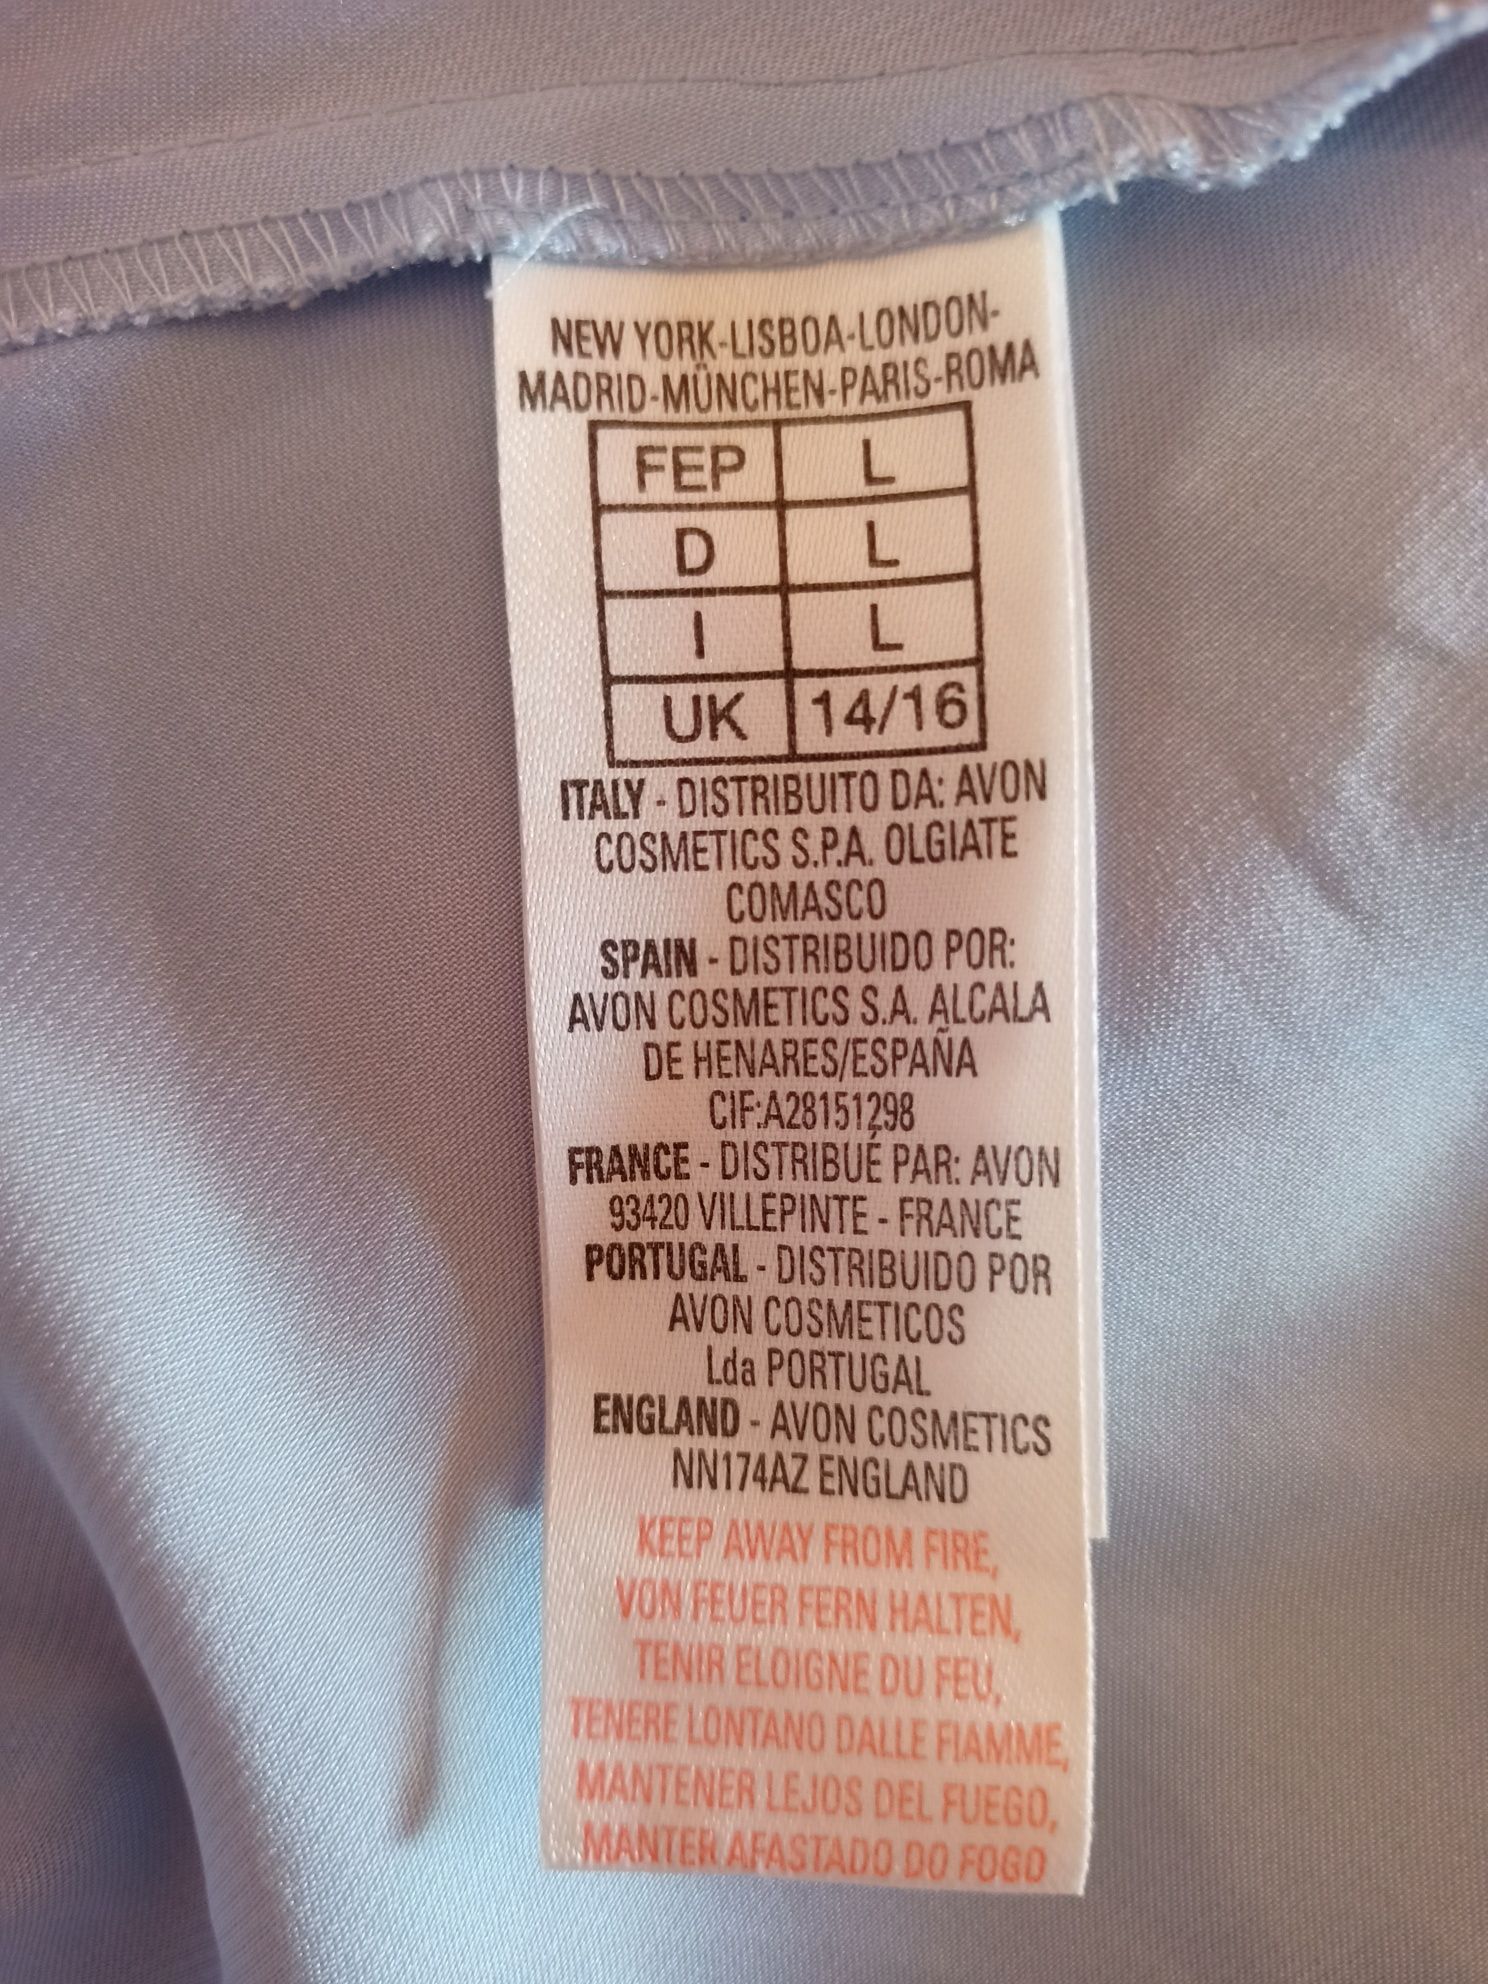 NEW YORK-LISBOA-LONDON-
MADRID-MÜNCHEN-PARIS-ROMA
FEP L
D L
I L
UK 14/16
ITALY - DISTRIBUITO DA: AVON
COSMETICS S.P.A. OLGIATE
COMASCO
SPAIN - DISTRIBUIDO POR:
AVON COSMETICS S.A. ALCALA
DE HENARES/ESPAÑA
CIF:A28151298
FRANCE - DISTRIBUÉ PAR: AVON
93420 VILLEPINTE - FRANCE
PORTUGAL - DISTRIBUIDO POR
AVON COSMETICOS
Lda PORTUGAL
ENGLAND - AVON COSMETICS
NN174AZ ENGLAND
KEEP AWAY FROM FIRE,
VON FEUER FERN HALTEN,
TENIR ELOIGNE DU FEU,
TENERE LONTANO DALLE FIAMME,
MANTENER LEJOS DEL FUEGO,
MANTER AFASTADO DO FOGO